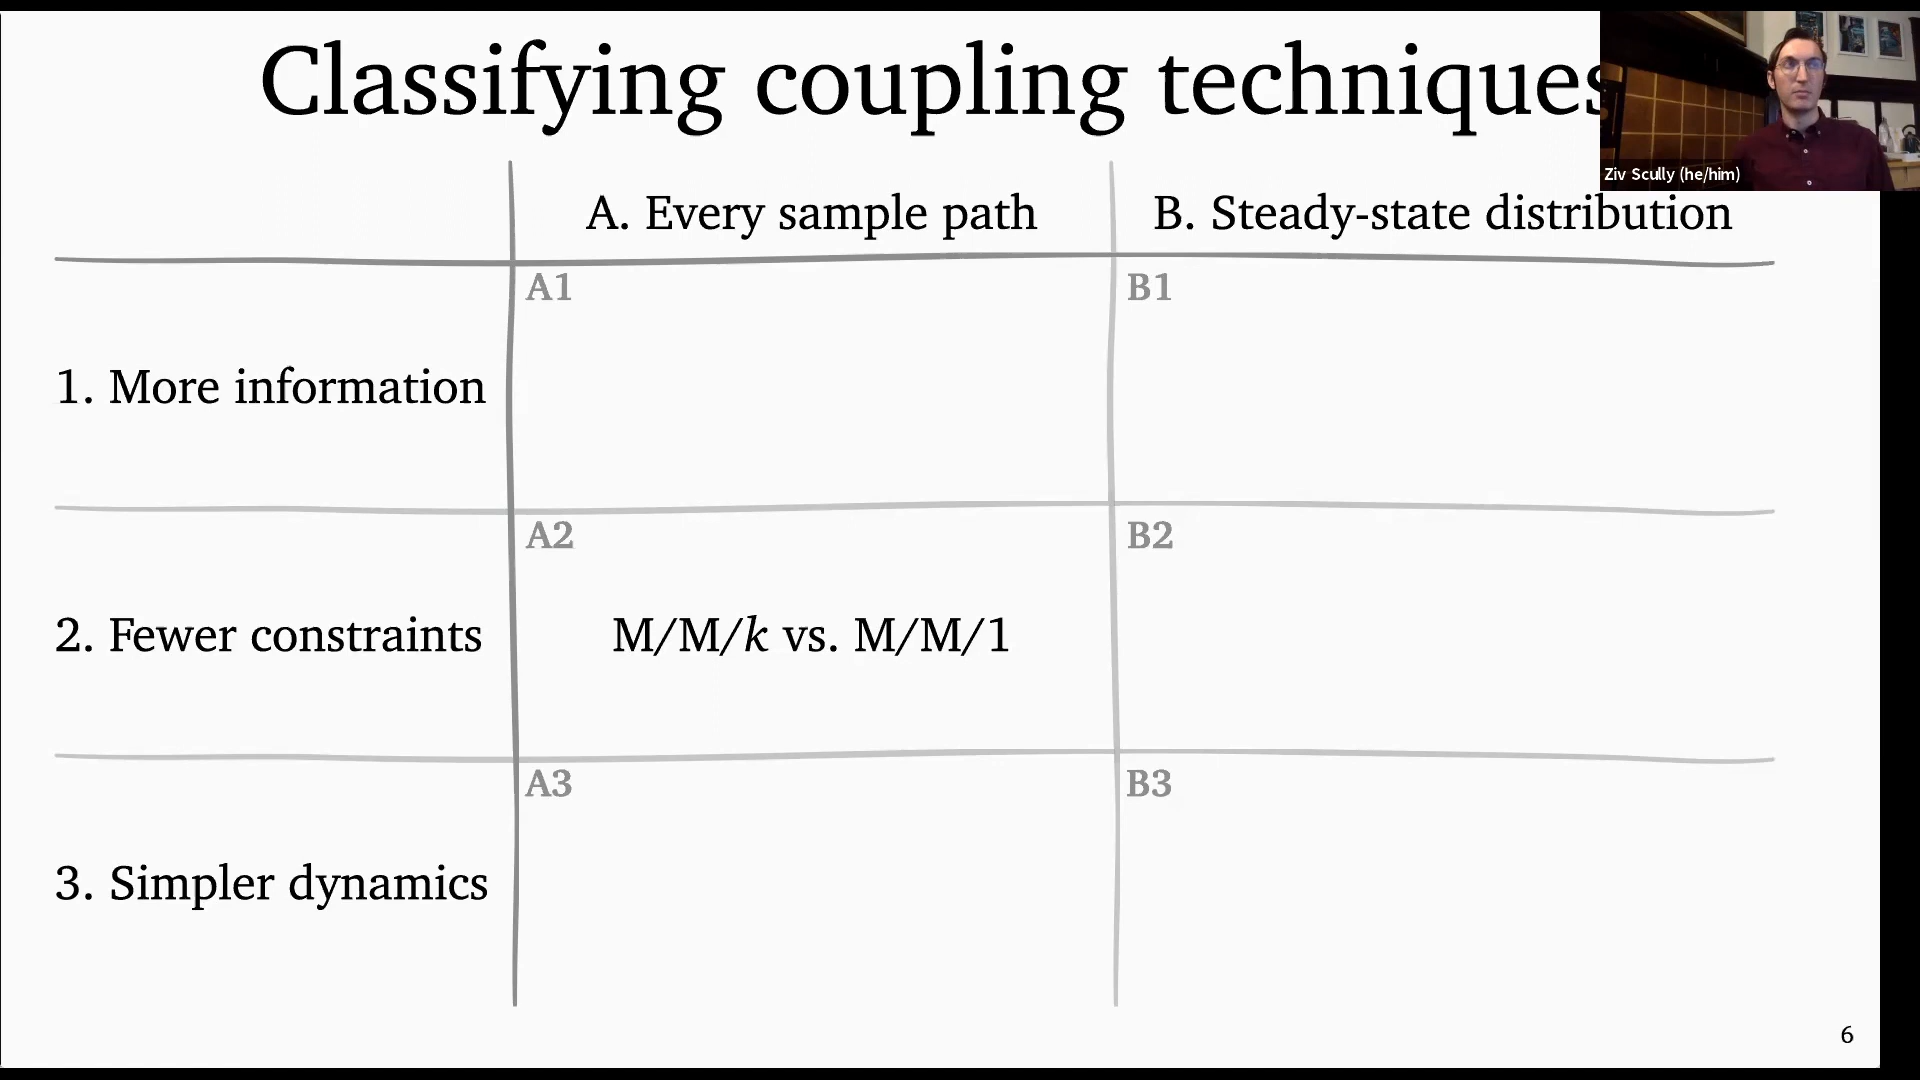 Classifying coupling techniques
Ziv Scully (he/him)
A. Every sample path
B. Steady-state distribution
A1
B1
1. More information
A2
B2
2. Fewer constraints
M/M/k vs. M/M/1
A3
B3
3. Simpler dynamics
6